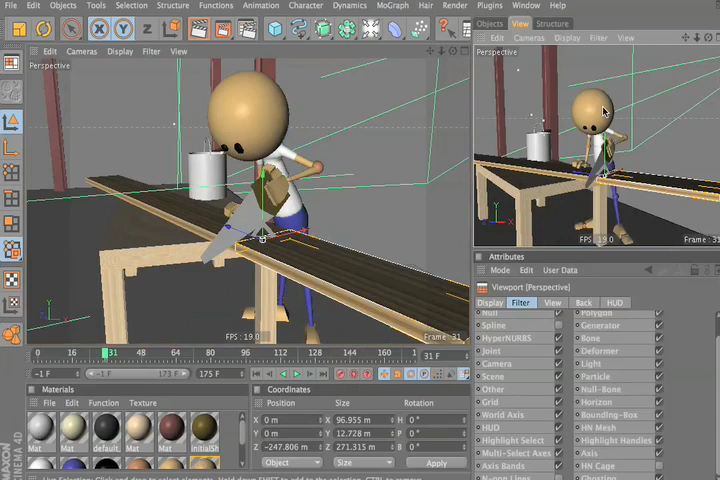 File Edit Objects Tools Selection Structure Functions Animation Character Dynamics MoGraph Hair Render Plugins Window Help
Objects View Structure
Edit Cameras Display Filter View
Edit Cameras Display Filter View
Perspective
Perspective
X Y Z
FPS : 19.0
Frame : 31
FPS : 19.0
Frame : 31
Attributes
Mode Edit User Data
Viewport [Perspective]
Display Filter View Back HUD
Null Polygon
Spline Generator
HyperNURBS Bone
Joint Deformer
Camera Light
Scene Particle
Other Null-Bone
Grid Horizon
World Axis Bounding-Box
HUD HN Mesh
Highlight Select Highlight Handles
Multi-Select Axes Axis
Axis Bands HN Cage
N-gon Lines Ghosting
0 16 31 48 64 80 96 112 128 144 160 1
31 F
-1 F
-1 F
173 F
175 F
Materials
File Edit Function Texture
Mat Mat default Mat Mat initialSh
Coordinates
Position Size Rotation
X 0 m X 96.955 m H 0 °
Y 0 m Y 12.728 m P 0 °
Z -247.806 m Z 271.315 m B 0 °
Object Size Apply
MAXON
CINEMA 4D